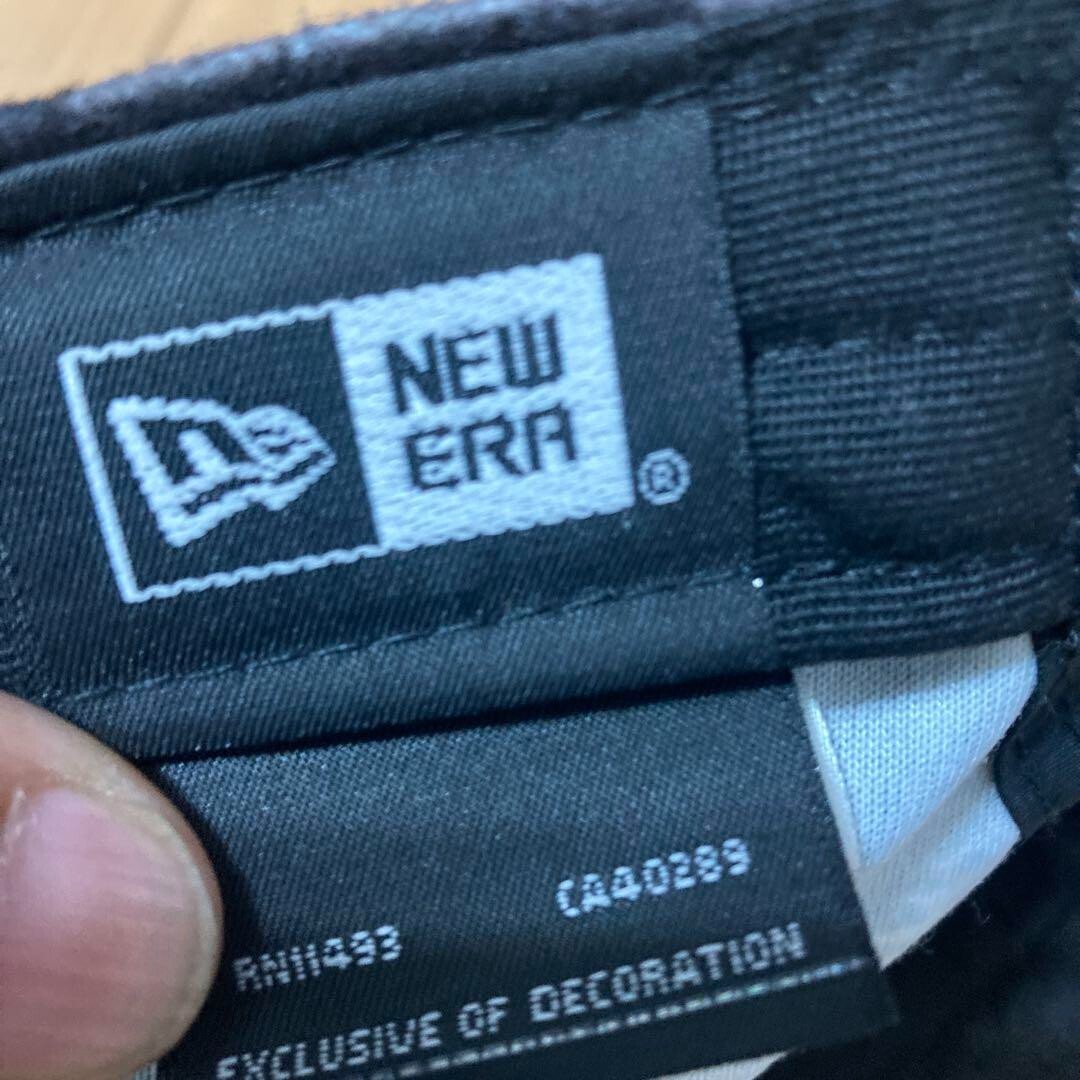 NEW
ERA
®
CA40289
RN11493
EXCLUSIVE OF DECORATION